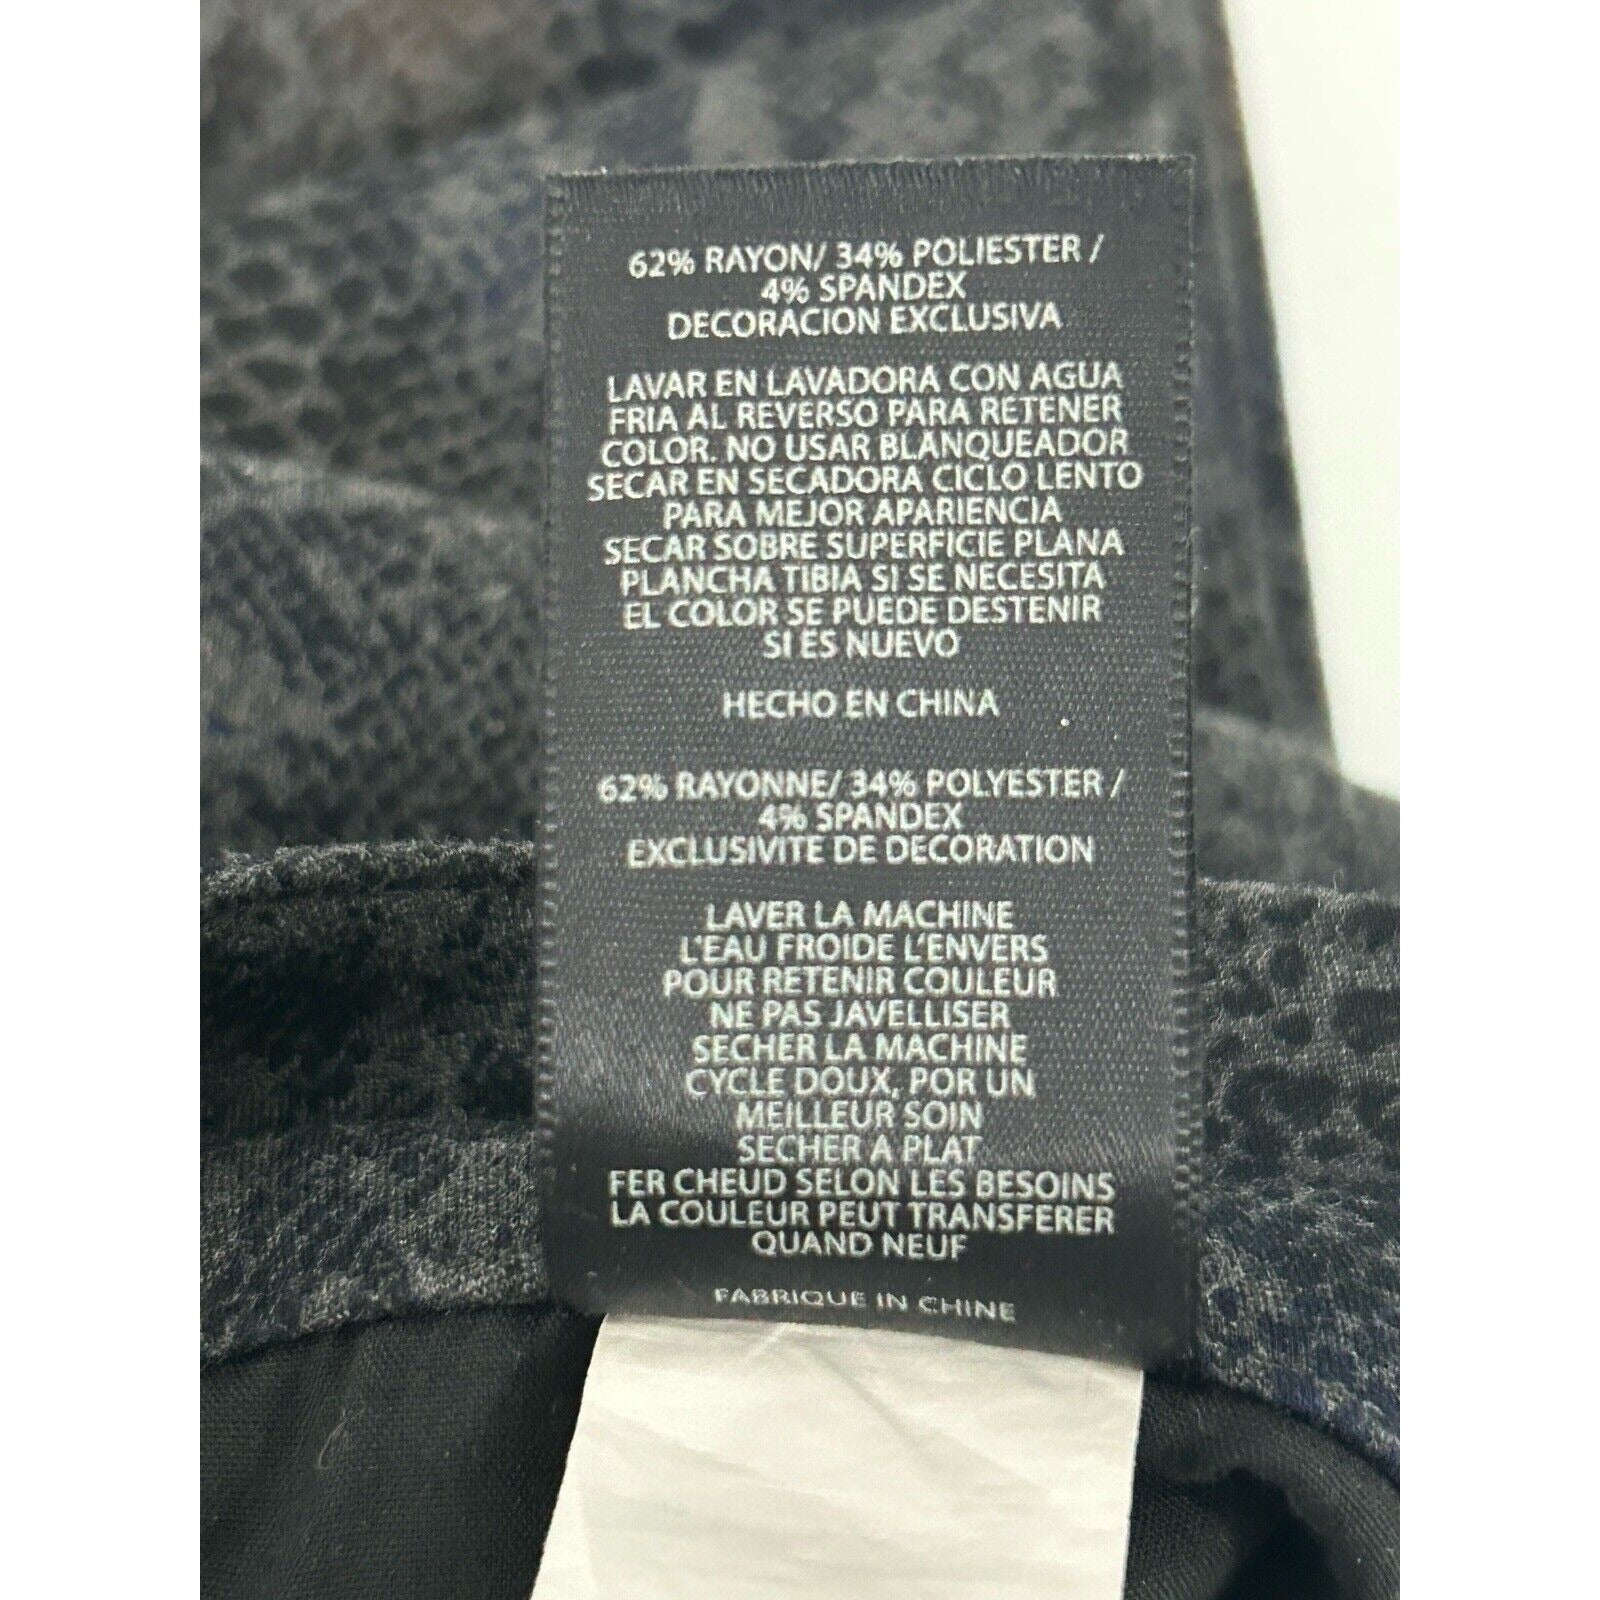 62% RAYON/ 34% POLIESTER /
4% SPANDEX
DECORACION EXCLUSIVA
LAVAR EN LAVADORA CON AGUA
FRIA AL REVERSO PARA RETENER
COLOR. NO USAR BLANQUEADOR
SECAR EN SECADORA CICLO LENTO
PARA MEJOR APARIENCIA
SECAR SOBRE SUPERFICIE PLANA
PLANCHA TIBIA SI SE NECESITA
EL COLOR SE PUEDE DESTENIR
SI ES NUEVO
HECHO EN CHINA
62% RAYONNE/ 34% POLYESTER /
4% SPANDEX
EXCLUSIVITE DE DECORATION
LAVER LA MACHINE
L'EAU FROIDE L'ENVERS
POUR RETENIR COULEUR
NE PAS JAVELLISER
SECHER LA MACHINE
CYCLE DOUX, POR UN
MEILLEUR SOIN
SECHER A PLAT
FER CHEUD SELON LES BESOINS
LA COULEUR PEUT TRANSFERER
QUAND NEUF
FABRIQUE IN CHINE